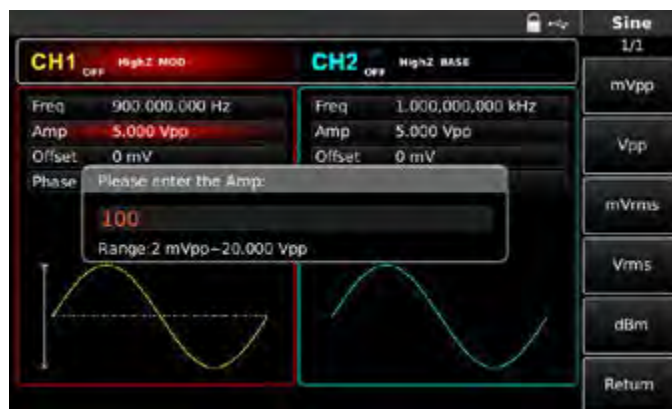 Sine
1/1
CH1 OFF HighZ MOD
CH2 OFF HighZ BASE
mVpp
Freq 900.000,000 Hz
Freq 1.000,000,000 kHz
Amp 5.000 Vpp
Amp 5.000 Vpp
Vpp
Offset 0 mV
Offset 0 mV
Phase
Please enter the Amp:
100
mVrms
Range:2 mVpp~20.000 Vpp
Vrms
dBm
Return